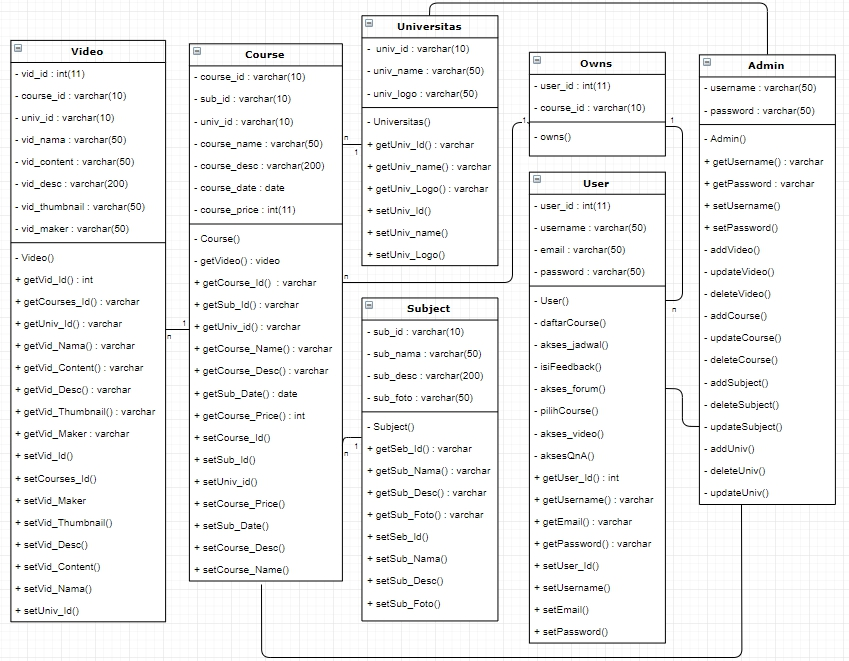 Video
- vid_id : int(11)
- course_id : varchar(10)
- univ_id : varchar(10)
- vid_nama : varchar(50)
- vid_content : varchar(50)
- vid_desc : varchar(200)
- vid_thumbnail : varchar(50)
- vid_maker : varchar(50)
- Video()
+ getVid_Id() : int
+ getCourses_Id() : varchar
+ getUniv_Id() : varchar
+ getVid_Nama() : varchar
+ getVid_Content() : varchar
+ getVid_Desc() : varchar
+ getVid_Thumbnail() : varchar
+ getVid_Maker : varchar
+ setVid_Id()
+ setCourses_Id()
+ setVid_Maker
+ setVid_Thumbnail()
+ setVid_Desc()
+ setVid_Content()
+ setVid_Nama()
+ setUniv_Id()
1
n
Course
- course_id : varchar(10)
- sub_id : varchar(10)
- univ_id : varchar(10)
- course_name : varchar(50)
- course_desc : varchar(200)
- course_date : date
- course_price : int(11)
- Course()
- getVideo() : video
+ getCourse_Id() : varchar
+ getSub_Id() : varchar
+ getUniv_id() : varchar
+ getCourse_Name() : varchar
+ getCourse_Desc() : varchar
+ getSub_Date() : date
+ getCourse_Price() : int
+ setCourse_Id()
+ setSub_Id()
+ setUniv_id()
+ setCourse_Price()
+ setSub_Date()
+ setCourse_Desc()
+ setCourse_Name()
n
1
n
1
n
Universitas
- univ_id : varchar(10)
- univ_name : varchar(50)
- univ_logo : varchar(50)
- Universitas()
+ getUniv_Id() : varchar
+ getUniv_name() : varchar
+ getUniv_Logo() : varchar
+ setUniv_Id()
+ setUniv_name()
+ setUniv_Logo()
Subject
- sub_id : varchar(10)
- sub_nama : varchar(50)
- sub_desc : varchar(200)
- sub_foto : varchar(50)
- Subject()
+ getSeb_Id() : varchar
+ getSub_Nama() : varchar
+ getSub_Desc() : varchar
+ getSub_Foto() : varchar
+ setSeb_Id()
+ setSub_Nama()
+ setSub_Desc()
+ setSub_Foto()
Owns
- user_id : int(11)
- course_id : varchar(10)
- owns()
1
1
n
User
- user_id : int(11)
- username : varchar(50)
- email : varchar(50)
- password : varchar(50)
- User()
- daftarCourse()
- akses_jadwal()
- isiFeedback()
- akses_forum()
- pilihCourse()
- akses_video()
- aksesQnA()
+ getUser_Id() : int
+ getUsername() : varchar
+ getEmail() : varchar
+ getPassword() : varchar
+ setUser_Id()
+ setUsername()
+ setEmail()
+ setPassword()
Admin
- username : varchar(50)
- password : varchar(50)
- Admin()
+ getUsername() : varchar
+ getPassword : varchar
+ setUsername()
+ setPassword()
- addVideo()
- updateVideo()
- deleteVideo()
- addCourse()
- updateCourse()
- deleteCourse()
- addSubject()
- deleteSubject()
- updateSubject()
- addUniv()
- deleteUniv()
- updateUniv()